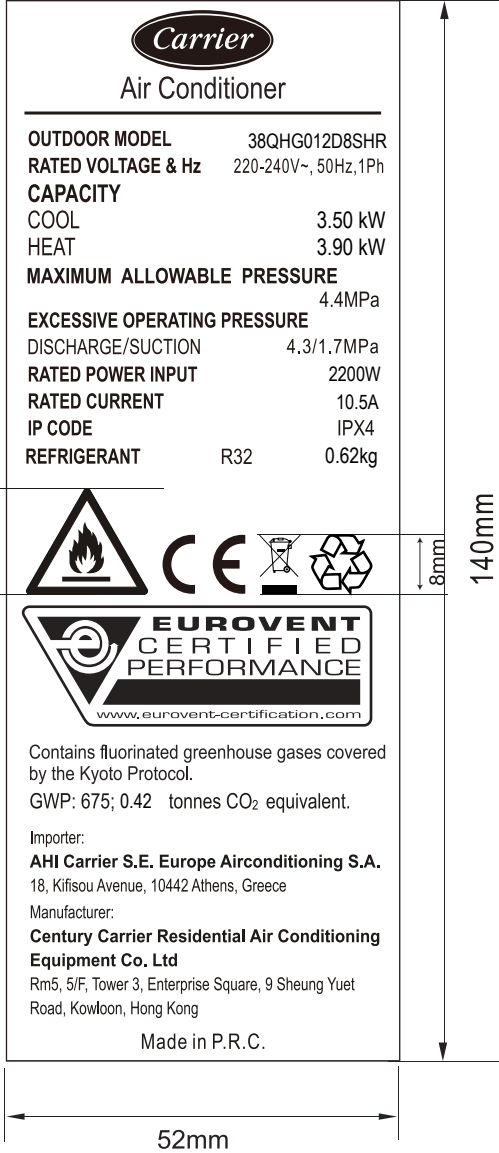 Carrier
Air Conditioner
OUTDOOR MODEL 38QHG012D8SHR
RATED VOLTAGE & Hz 220-240V~, 50Hz,1Ph
CAPACITY
COOL 3.50 kW
HEAT 3.90 kW
MAXIMUM ALLOWABLE PRESSURE
4.4MPa
EXCESSIVE OPERATING PRESSURE
DISCHARGE/SUCTION 4.3/1.7MPa
RATED POWER INPUT 2200W
RATED CURRENT 10.5A
IP CODE IPX4
REFRIGERANT R32 0.62kg
CE
8mm
140mm
e
EUROVENT
CERTIFIED
PERFORMANCE
www.eurovent-certification.com
Contains fluorinated greenhouse gases covered
by the Kyoto Protocol.
GWP: 675; 0.42 tonnes CO₂ equivalent.
Importer:
AHI Carrier S.E. Europe Airconditioning S.A.
18, Kifisou Avenue, 10442 Athens, Greece
Manufacturer:
Century Carrier Residential Air Conditioning
Equipment Co. Ltd
Rm5, 5/F, Tower 3, Enterprise Square, 9 Sheung Yuet
Road, Kowloon, Hong Kong
Made in P.R.C.
52mm